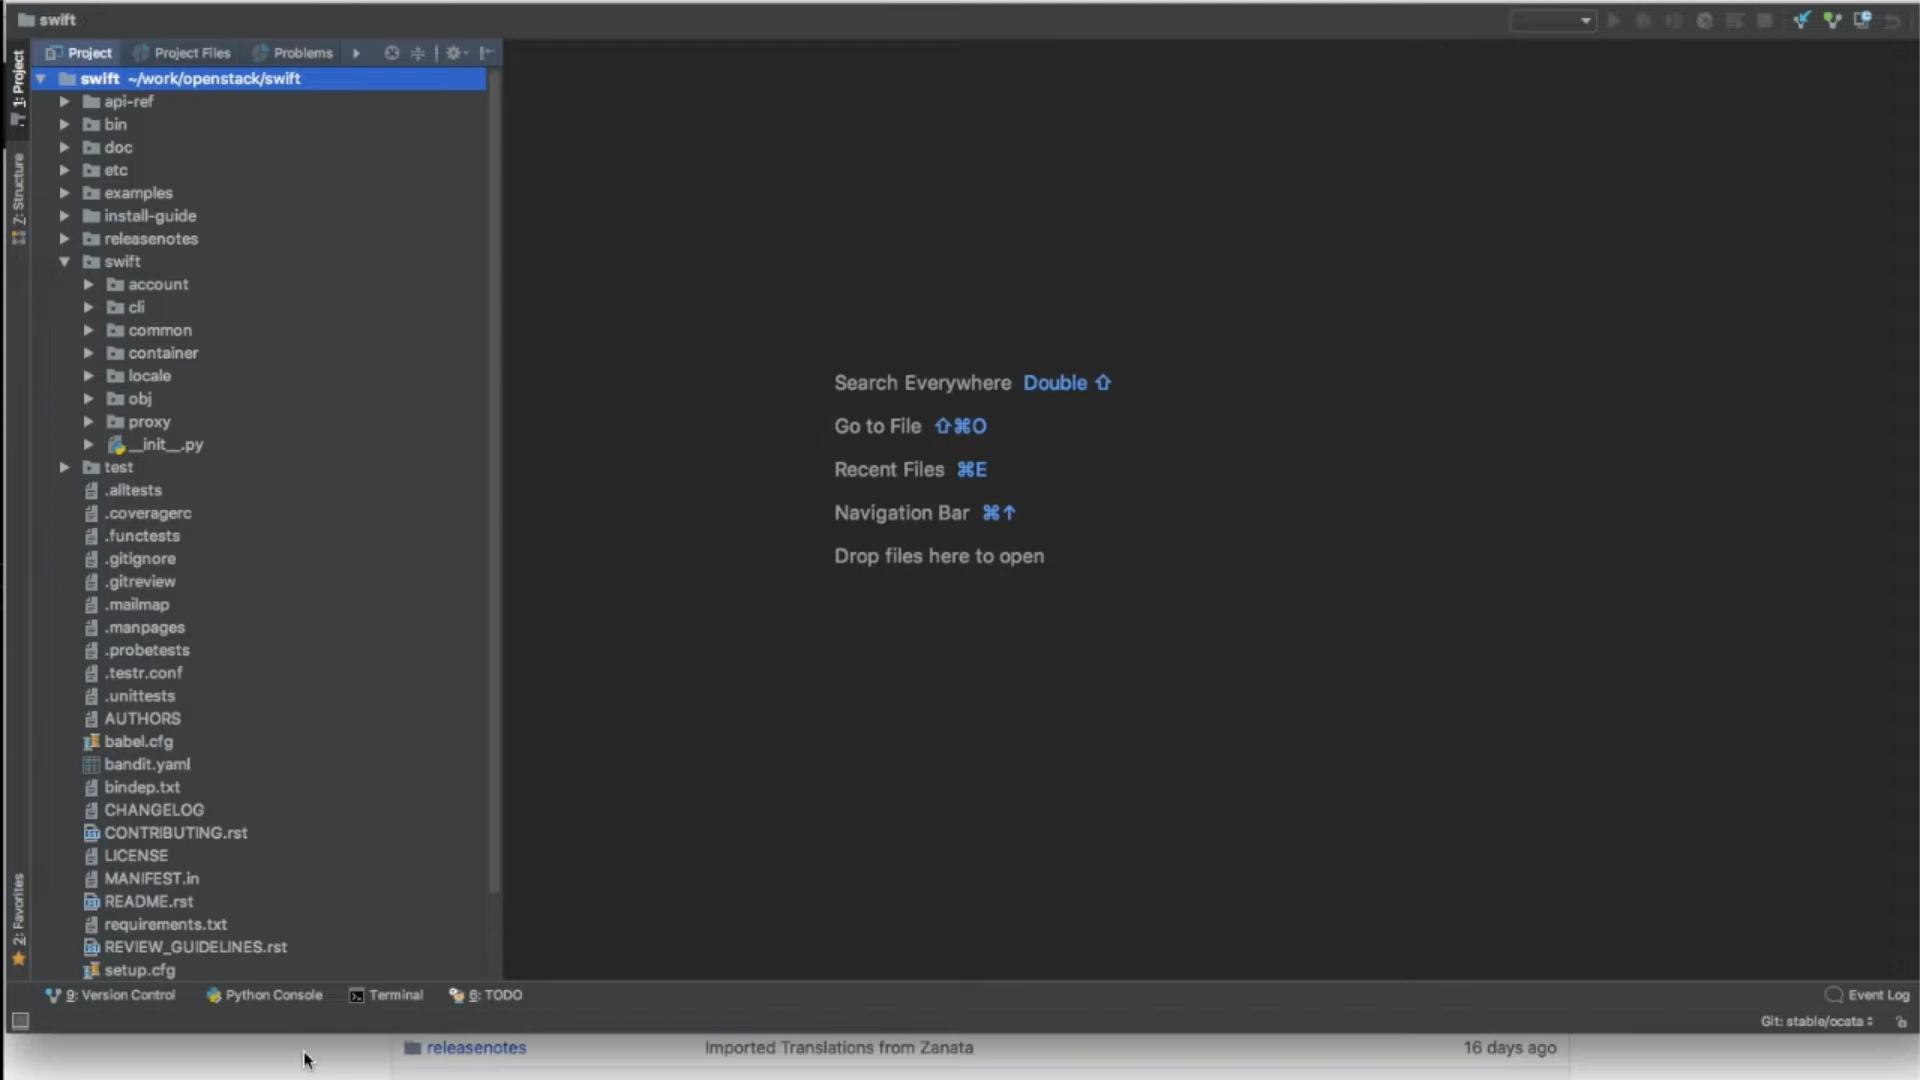 swift
1: Project
Project
Project Files
Problems
7: Structure
swift ~/work/openstack/swift
api-ref
bin
doc
etc
examples
install-guide
releasenotes
swift
account
cli
common
container
locale
obj
proxy
__init__.py
test
.alltests
.coveragerc
.functests
.gitignore
.gitreview
.mailmap
.manpages
.probetests
.testr.conf
.unittests
AUTHORS
babel.cfg
bandit.yaml
bindep.txt
CHANGELOG
CONTRIBUTING.rst
LICENSE
MANIFEST.in
README.rst
requirements.txt
REVIEW_GUIDELINES.rst
setup.cfg
2: Favorites
Search Everywhere Double ⇧
Go to File ⇧⌘O
Recent Files ⌘E
Navigation Bar ⌘↑
Drop files here to open
9: Version Control
Python Console
Terminal
6: TODO
Event Log
Git: stable/ocata
releasenotes Imported Translations from Zanata 16 days ago